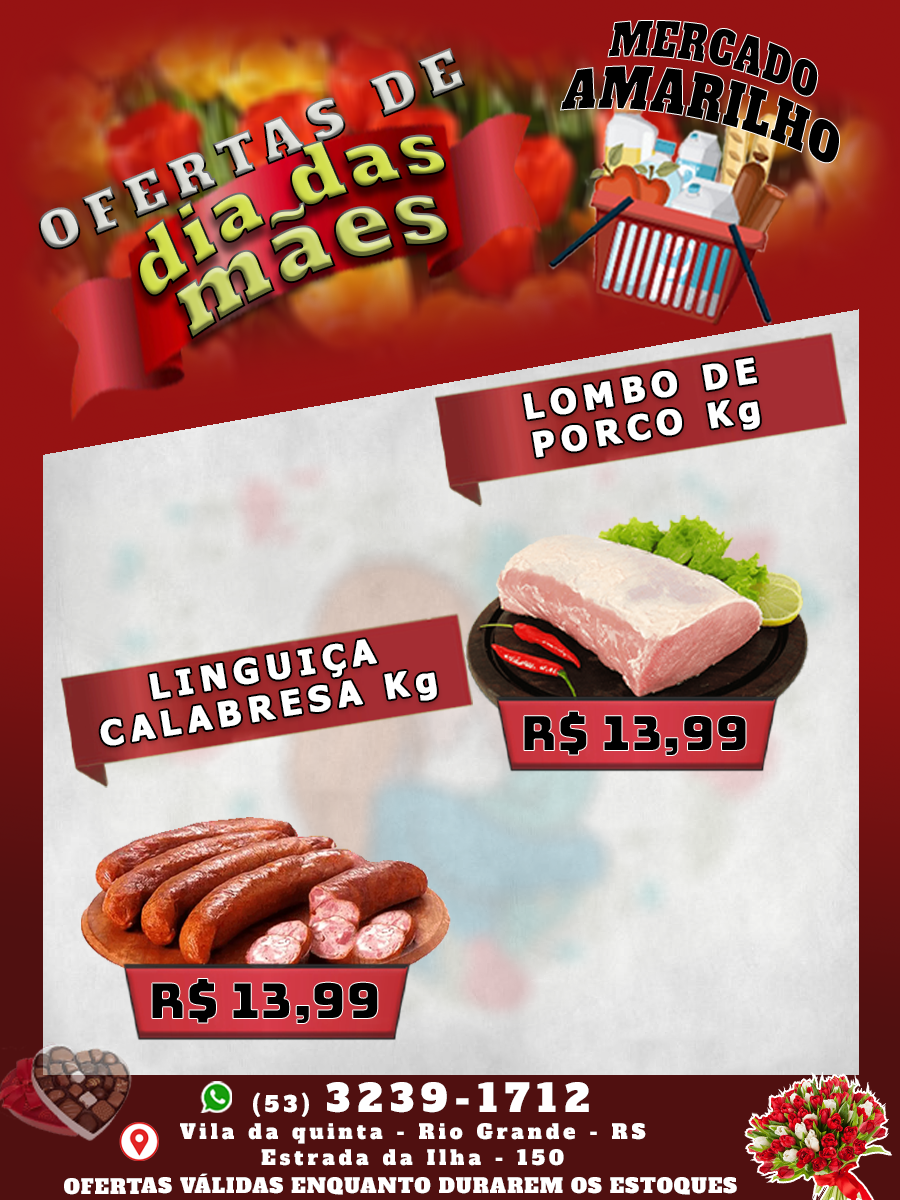 MERCADO
AMARILHO
OFERTAS DE
dia das
mães
LOMBO DE
PORCO Kg
R$ 13,99
LINGUIÇA
CALABRESA Kg
R$ 13,99
(53) 3239-1712
Vila da quinta - Rio Grande - RS
Estrada da Ilha - 150
OFERTAS VÁLIDAS ENQUANTO DURAREM OS ESTOQUES